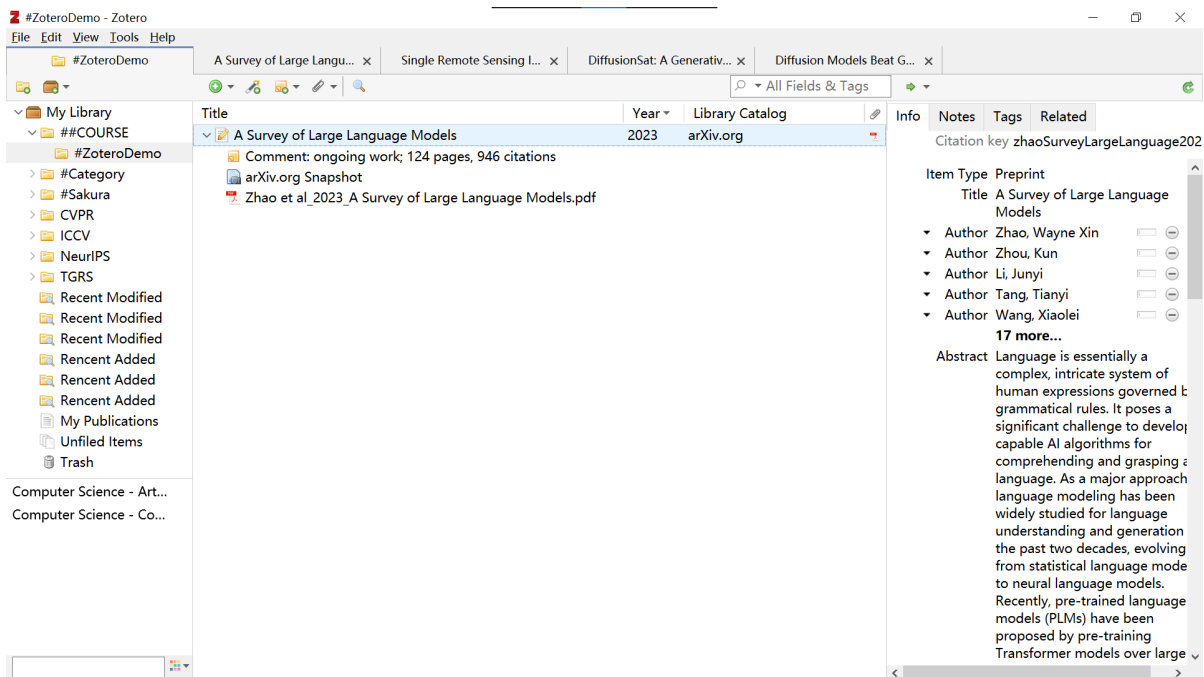 #ZoteroDemo - Zotero
File Edit View Tools Help
#ZoteroDemo
A Survey of Large Langu...
Single Remote Sensing I...
DiffusionSat: A Generativ...
Diffusion Models Beat G...
All Fields & Tags
My Library
##COURSE
#ZoteroDemo
#Category
#Sakura
CVPR
ICCV
NeurIPS
TGRS
Recent Modified
Recent Modified
Recent Modified
Rencent Added
Rencent Added
Rencent Added
My Publications
Unfiled Items
Trash
Computer Science - Art...
Computer Science - Co...
Title Year Library Catalog
A Survey of Large Language Models 2023 arXiv.org
Comment: ongoing work; 124 pages, 946 citations
arXiv.org Snapshot
Zhao et al_2023_A Survey of Large Language Models.pdf
Info Notes Tags Related
Citation key zhaoSurveyLargeLanguage202
Item Type Preprint
Title A Survey of Large Language
Models
Author Zhao, Wayne Xin
Author Zhou, Kun
Author Li, Junyi
Author Tang, Tianyi
Author Wang, Xiaolei
17 more...
Abstract Language is essentially a
complex, intricate system of
human expressions governed
grammatical rules. It poses a
significant challenge to develop
capable AI algorithms for
comprehending and grasping a
language. As a major approach
language modeling has been
widely studied for language
understanding and generation
the past two decades, evolving
from statistical language mode
to neural language models.
Recently, pre-trained language
models (PLMs) have been
proposed by pre-training
Transformer models over large